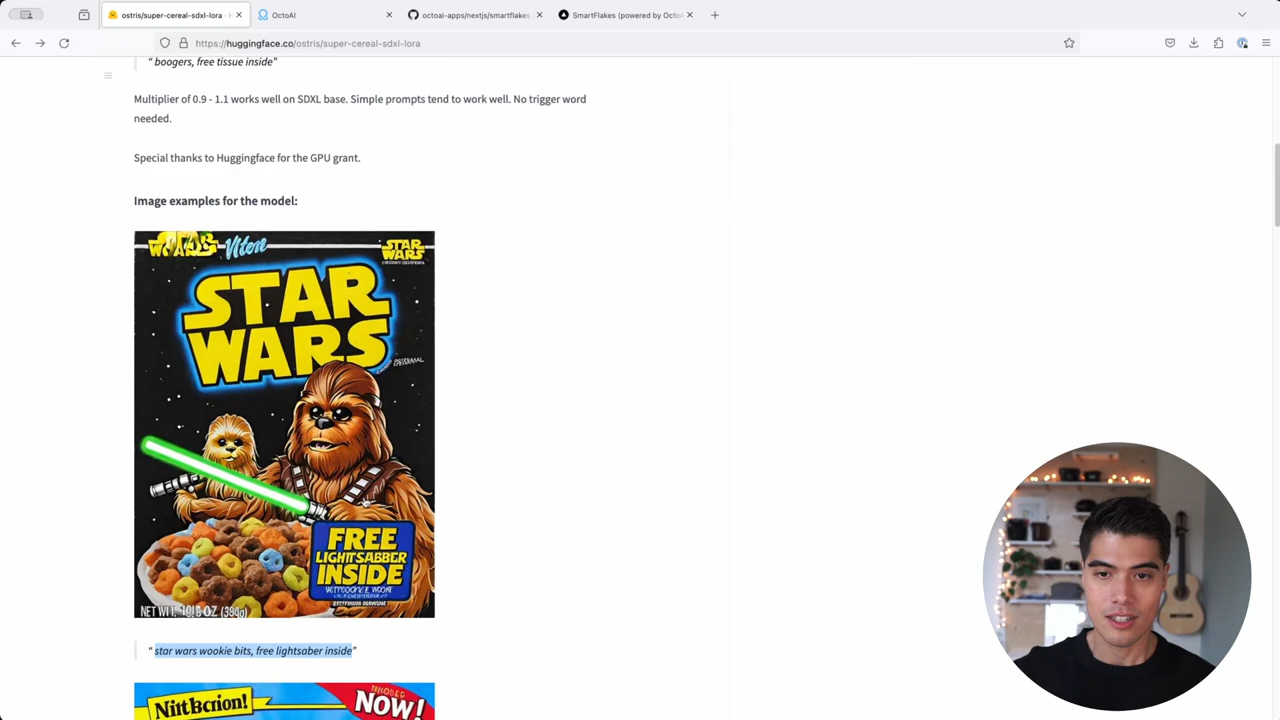 ostris/super-cereal-sdxl-lora - H
OctoAI
octoai-apps/nextjs/smartflakes
SmartFlakes (powered by OctoA
https://huggingface.co/ostris/super-cereal-sdxl-lora
“ boogers, free tissue inside”
Multiplier of 0.9 - 1.1 works well on SDXL base. Simple prompts tend to work well. No trigger word
needed.
Special thanks to Huggingface for the GPU grant.
Image examples for the model:
STAR
WARS
STAR
WARS
FREE
LIGHTSABBER
INSIDE
NET WT.
OZ (390g)
“ star wars wookie bits, free lightsaber inside”
NOW!